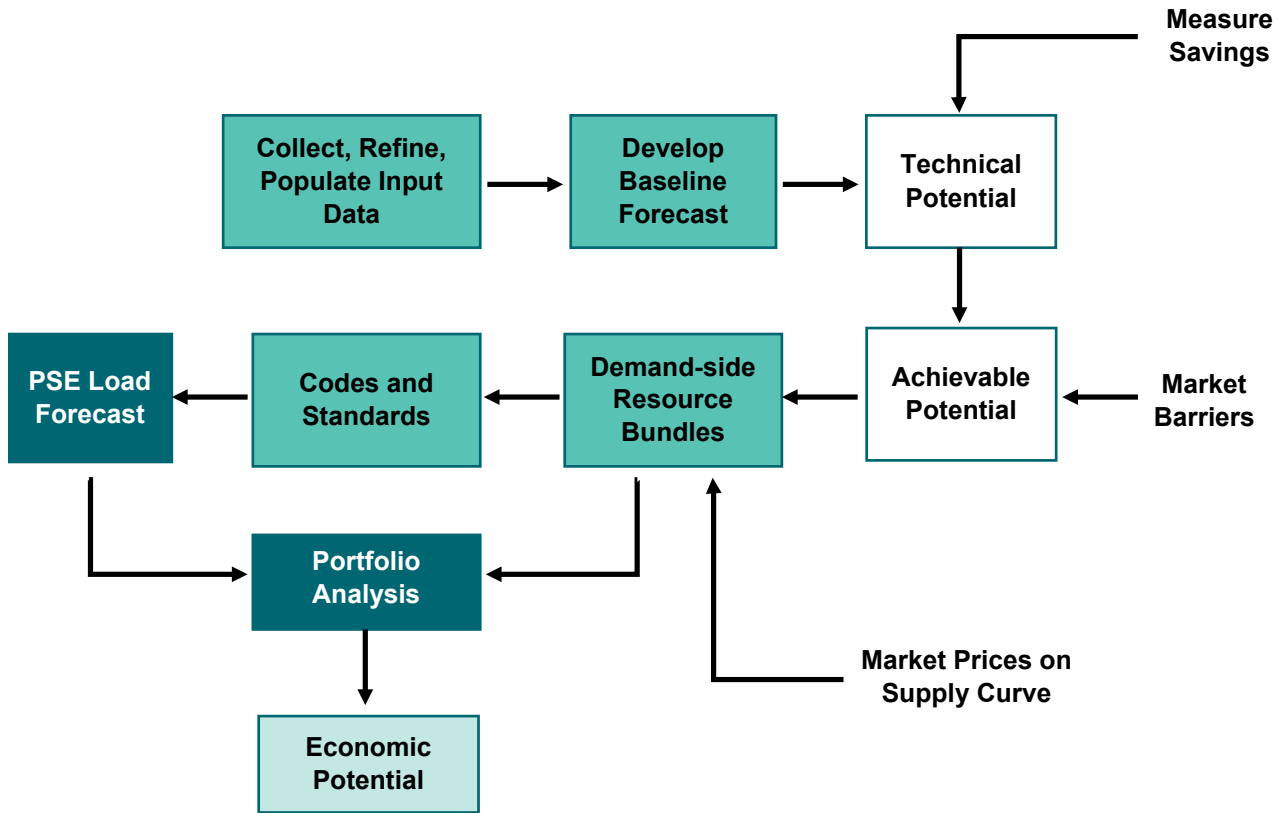 Measure
Savings
Collect, Refine,
Populate Input
Data
Develop
Baseline
Forecast
Technical
Potential
PSE Load
Forecast
Codes and
Standards
Demand-side
Resource
Bundles
Achievable
Potential
Market
Barriers
Portfolio
Analysis
Market Prices on
Supply Curve
Economic
Potential